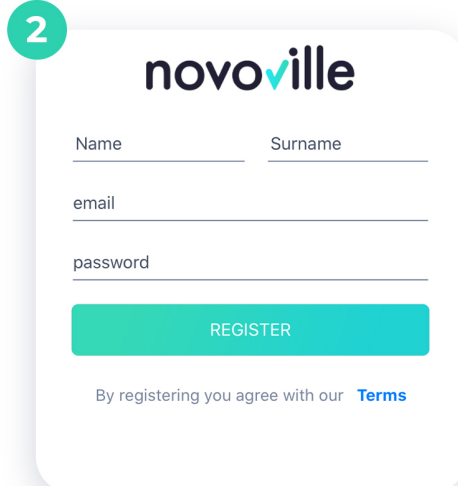 2
novoville
Name Surname
email
password
REGISTER
By registering you agree with our Terms